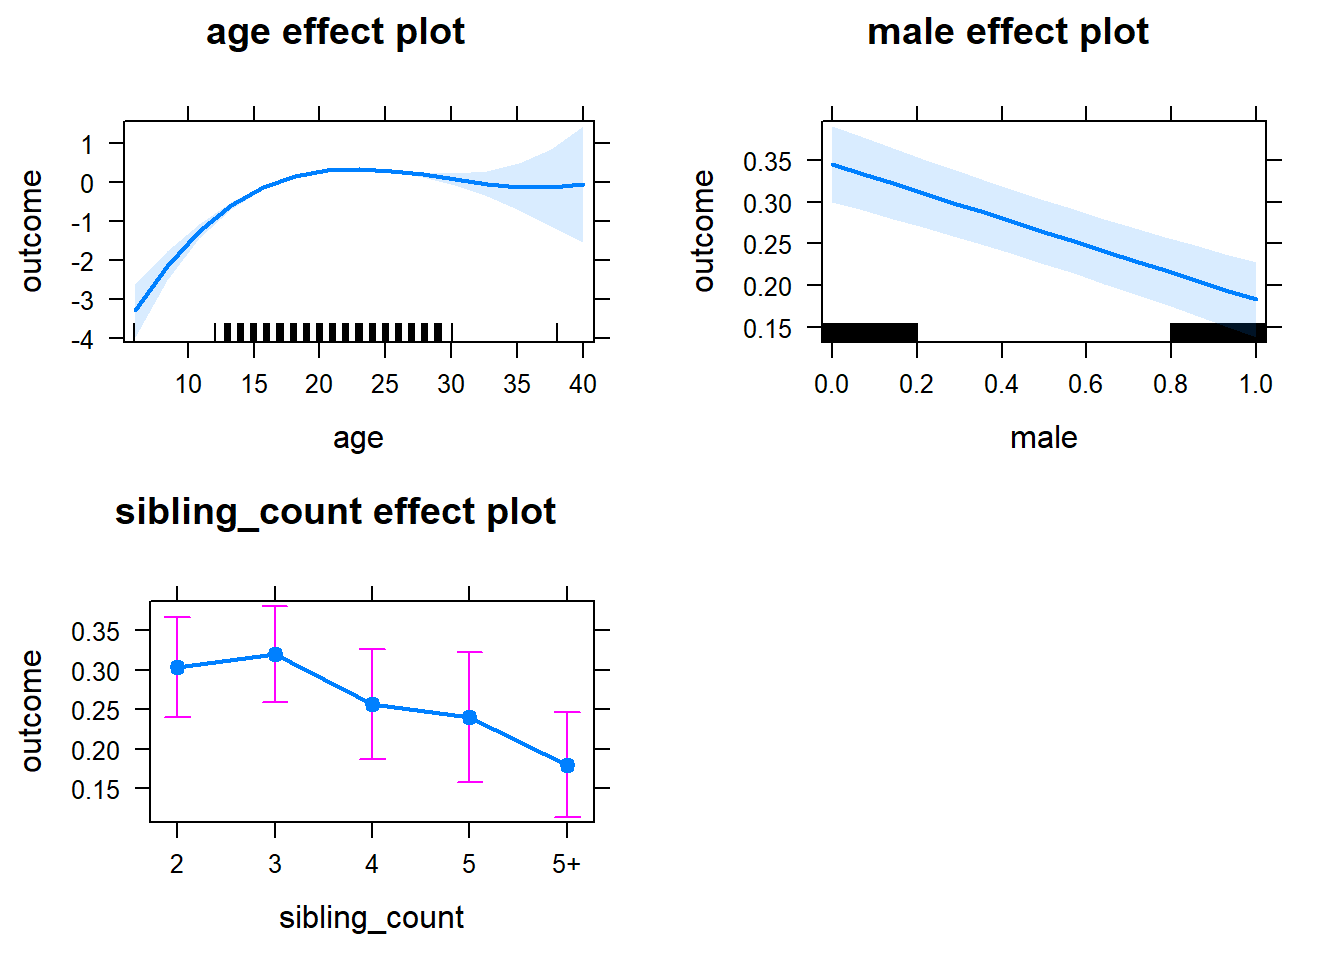 age effect plot
outcome
1
0
-1
-2
-3
-4
10 15 20 25 30 35 40
age
male effect plot
outcome
0.35
0.30
0.25
0.20
0.15
0.0 0.2 0.4 0.6 0.8 1.0
male
sibling_count effect plot
outcome
0.35
0.30
0.25
0.20
0.15
2 3 4 5 5+
sibling_count